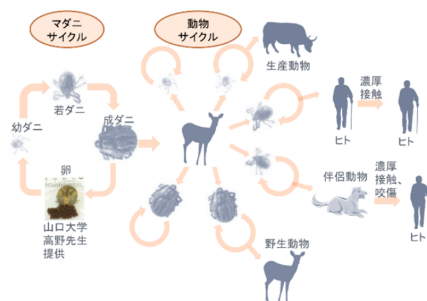 マダニ
サイクル
動物
サイクル
生産動物
若ダニ
幼ダニ
成ダニ
卵
山口大学
高野先生
提供
濃厚
接触
ヒト
ヒト
伴侶動物
濃厚
接触、
咬傷
ヒト
野生動物